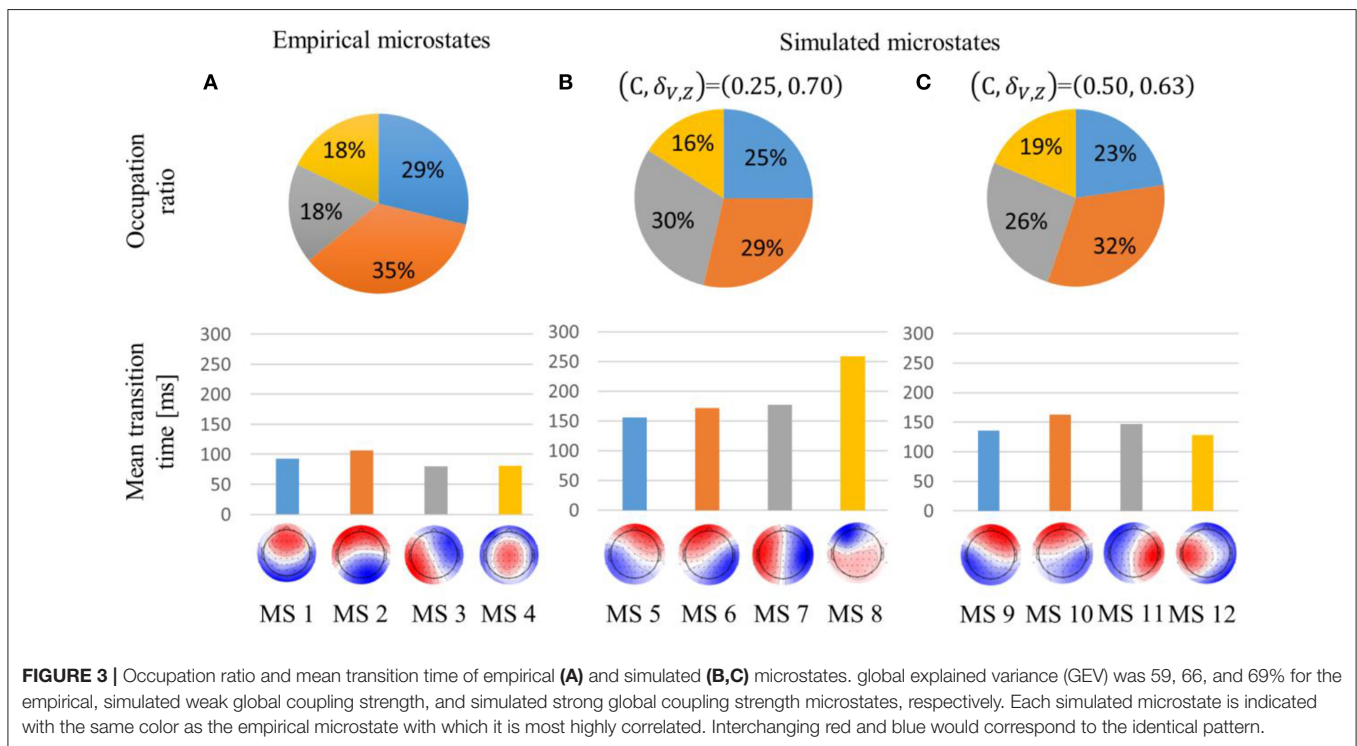 Empirical microstates
Simulated microstates
A
B
C
(C, δ_{V,Z})=(0.25, 0.70)
(C, δ_{V,Z})=(0.50, 0.63)
Occupation
ratio
18%
29%
18%
35%
16%
25%
30%
29%
19%
23%
26%
32%
Mean transition
time [ms]
300
250
200
150
100
50
0
300
250
200
150
100
50
0
300
250
200
150
100
50
0
MS 1 MS 2 MS 3 MS 4
MS 5 MS 6 MS 7 MS 8
MS 9 MS 10 MS 11 MS 12
FIGURE 3 | Occupation ratio and mean transition time of empirical (A) and simulated (B,C) microstates. global explained variance (GEV) was 59, 66, and 69% for the
empirical, simulated weak global coupling strength, and simulated strong global coupling strength microstates, respectively. Each simulated microstate is indicated
with the same color as the empirical microstate with which it is most highly correlated. Interchanging red and blue would correspond to the identical pattern.